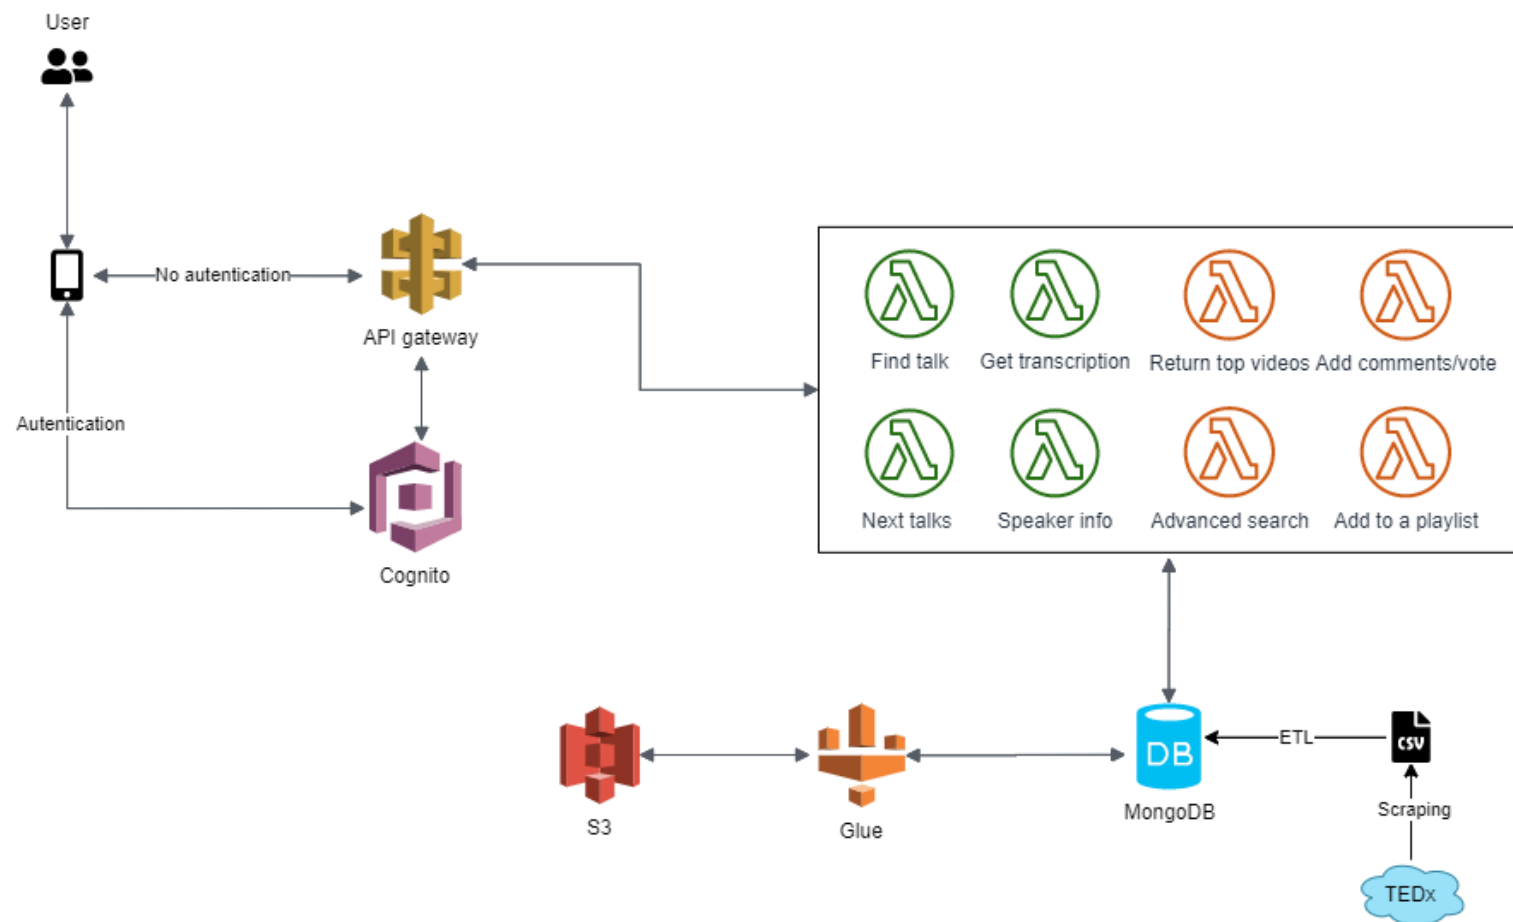 User
No autentication
API gateway
Autentication
Cognito
Find talk
Get transcription
Return top videos
Add comments/vote
Next talks
Speaker info
Advanced search
Add to a playlist
S3
Glue
DB
MongoDB
ETL
CSV
Scraping
TEDx